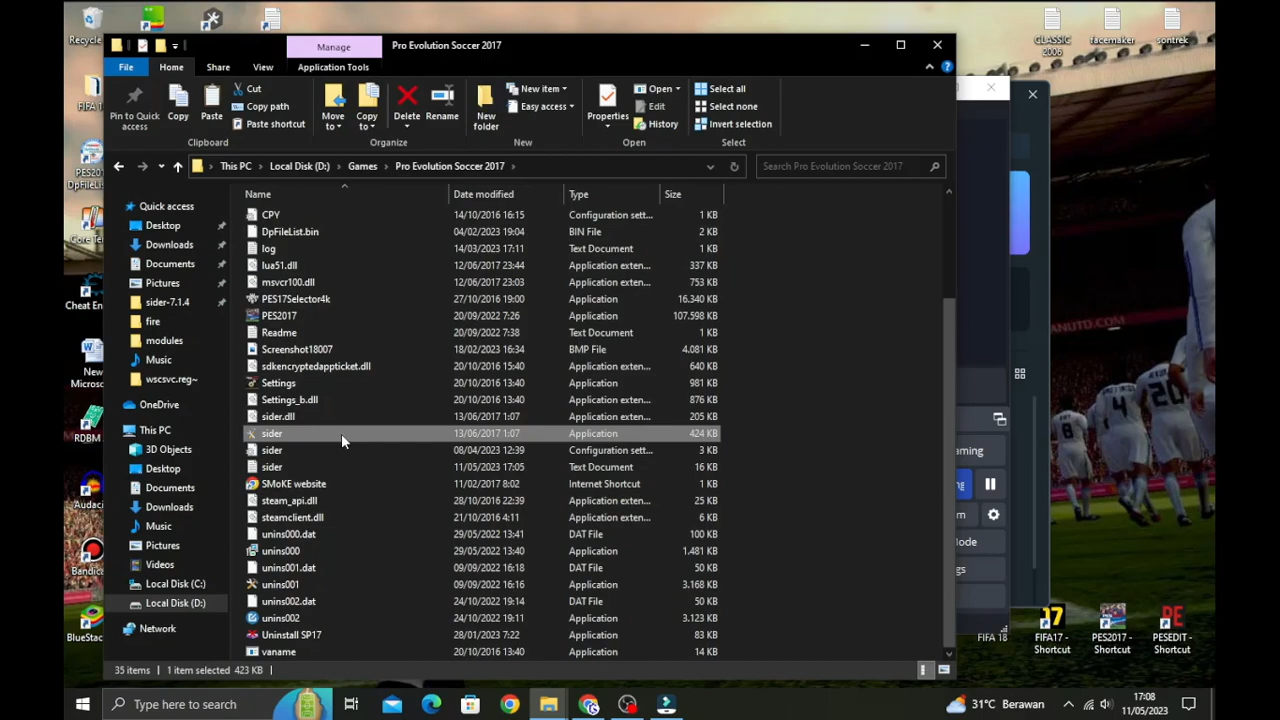 Recycle
CLASSIC 2006
facemaker
sontrek
Manage
Pro Evolution Soccer 2017
File
Home
Share
View
Application Tools
Pin to Quick access
Copy
Paste
Cut
Copy path
Paste shortcut
Move to
Copy to
Delete
Rename
New folder
New item
Easy access
Properties
Open
Edit
History
Select all
Select none
Invert selection
Clipboard
Organize
New
Open
Select
This PC
Local Disk (D:)
Games
Pro Evolution Soccer 2017
Search Pro Evolution Soccer 2017
Name
Date modified
Type
Size
Quick access
Desktop
Downloads
Documents
Pictures
sider-7.1.4
fire
modules
Music
wscsvc.reg~
OneDrive
This PC
3D Objects
Desktop
Documents
Downloads
Music
Pictures
Videos
Local Disk (C:)
Local Disk (D:)
Network
CPV 14/10/2016 16:15 Configuration sett... 1 KB
DpFileList.bin 04/02/2023 19:04 BIN File 2 KB
log 14/03/2023 17:11 Text Document 1 KB
lua51.dll 12/06/2017 23:44 Application exten... 337 KB
msvcr100.dll 12/06/2017 23:03 Application exten... 753 KB
PES17Selector4k 27/10/2016 19:00 Application 16.340 KB
PES2017 20/09/2022 7:26 Application 107.598 KB
Readme 20/09/2022 7:38 Text Document 1 KB
Screenshot18007 18/02/2023 16:34 BMP File 4.081 KB
sdkencryptedappticket.dll 20/10/2016 15:40 Application exten... 640 KB
Settings 20/10/2016 13:40 Application 981 KB
Settings_b.dll 20/10/2016 13:40 Application exten... 876 KB
sider.dll 13/06/2017 1:07 Application exten... 205 KB
sider 13/06/2017 1:07 Application 424 KB
sider 08/04/2023 12:39 Configuration sett... 3 KB
sider 11/05/2023 17:05 Text Document 16 KB
SMoKE website 11/02/2017 8:02 Internet Shortcut 1 KB
steam_api.dll 28/10/2016 22:39 Application exten... 25 KB
steamclient.dll 21/10/2016 4:11 Application exten... 6 KB
unins000.dat 29/05/2022 13:41 DAT File 100 KB
unins000 29/05/2022 13:40 Application 1.481 KB
unins001.dat 09/09/2022 16:18 DAT File 50 KB
unins001 09/09/2022 16:16 Application 3.168 KB
unins002.dat 24/10/2022 19:14 DAT File 50 KB
unins002 24/10/2022 19:11 Application 3.123 KB
Uninstall SP17 28/01/2023 7:22 Application 83 KB
vaname 20/10/2016 13:40 Application 14 KB
35 items
1 item selected 423 KB
FIFA 1
PES201
DpFileL
Core Te
Cheat En
New
Microso
RDBM
Audac
Bandic
BlueStac
FIFA 18
FIFA17 - Shortcut
PES2017 - Shortcut
PESEDIT - Shortcut
Type here to search
31°C Berawan
17:08
11/05/2023